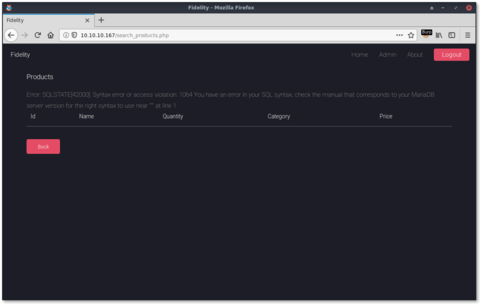 Fidelity - Mozilla Firefox
Fidelity
10.10.10.167/search_products.php
Burp
Fidelity Home Admin About Logout
Products
Error: SQLSTATE[42000]: Syntax error or access violation: 1064 You have an error in your SQL syntax; check the manual that corresponds to your MariaDB
server version for the right syntax to use near ''' at line 1
Id Name Quantity Category Price
Back